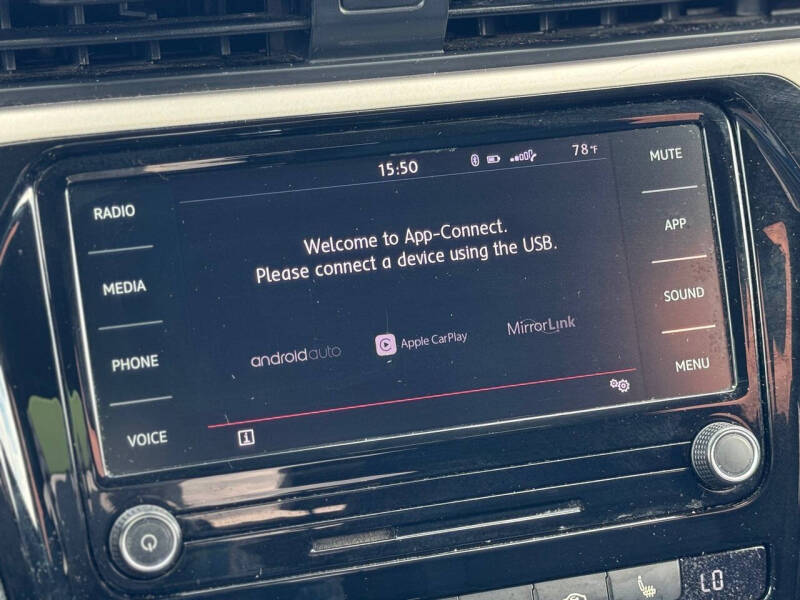 15:50
78°F
RADIO
MEDIA
PHONE
VOICE
Welcome to App-Connect.
Please connect a device using the USB.
androidauto
Apple CarPlay
MirrorLink
i
MUTE
APP
SOUND
MENU
LO